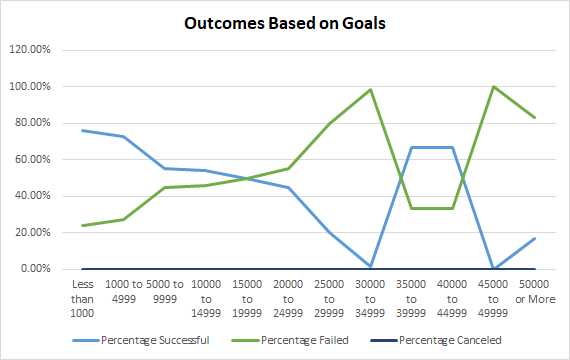 Outcomes Based on Goals
120.00%
100.00%
80.00%
60.00%
40.00%
20.00%
0.00%
Less than 1000
1000 to 4999
5000 to 9999
10000 to 14999
15000 to 19999
20000 to 24999
25000 to 29999
30000 to 34999
35000 to 39999
40000 to 44999
45000 to 49999
50000 or More
Percentage Successful
Percentage Failed
Percentage Canceled